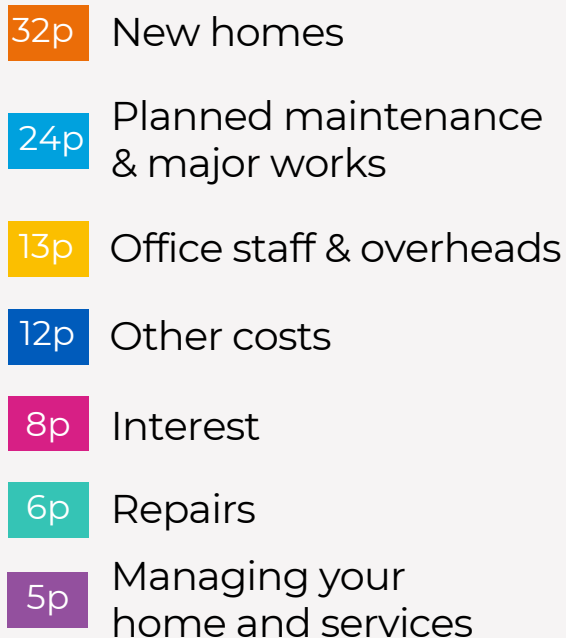 32p New homes
24p Planned maintenance
& major works
13p Office staff & overheads
12p Other costs
8p Interest
6p Repairs
5p Managing your
home and services